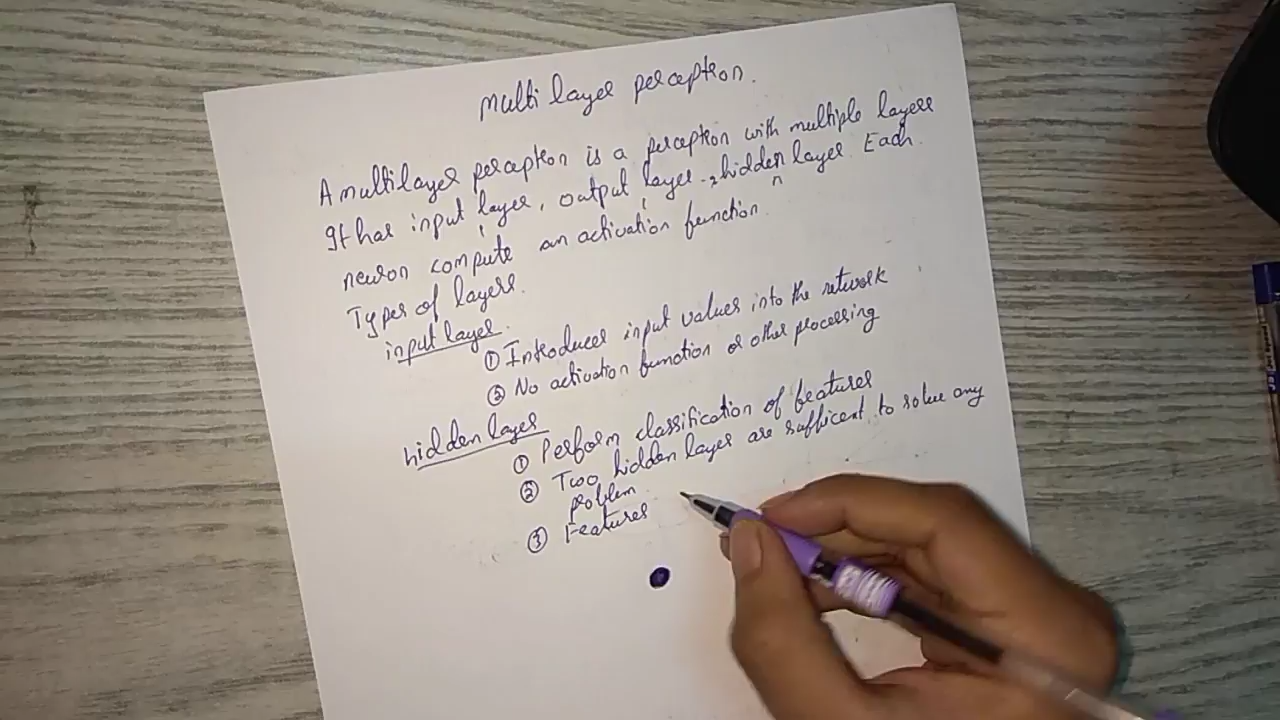 Multi layer perceptron.
A multilayer perceptron is a perceptron with multiple layers
It has input layer, output layer, hidden layer. Each
neuron compute an activation function.
Types of layers.
input layer.
① Introduces input values into the network
② No activation function or other processing
hidden layer
① Perform classification of features
② Two hidden layer are sufficent to solve any
problem.
③ Features